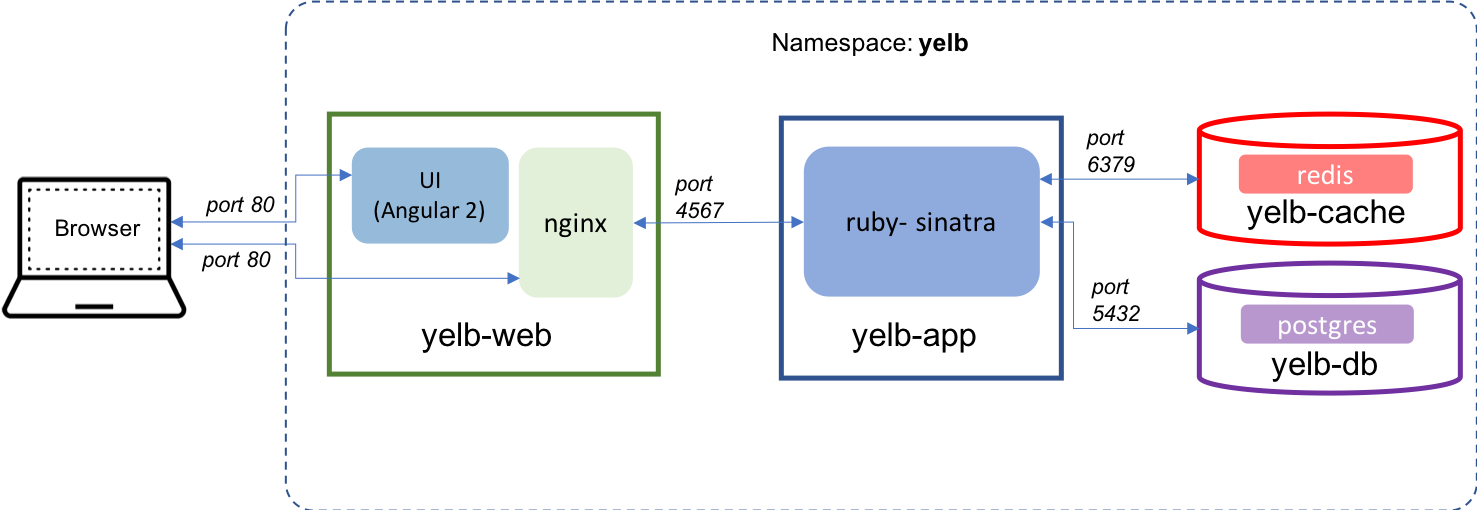 Namespace: yelb
Browser
port 80
port 80
UI
(Angular 2)
nginx
yelb-web
port
4567
ruby- sinatra
yelb-app
port
6379
port
5432
redis
yelb-cache
postgres
yelb-db